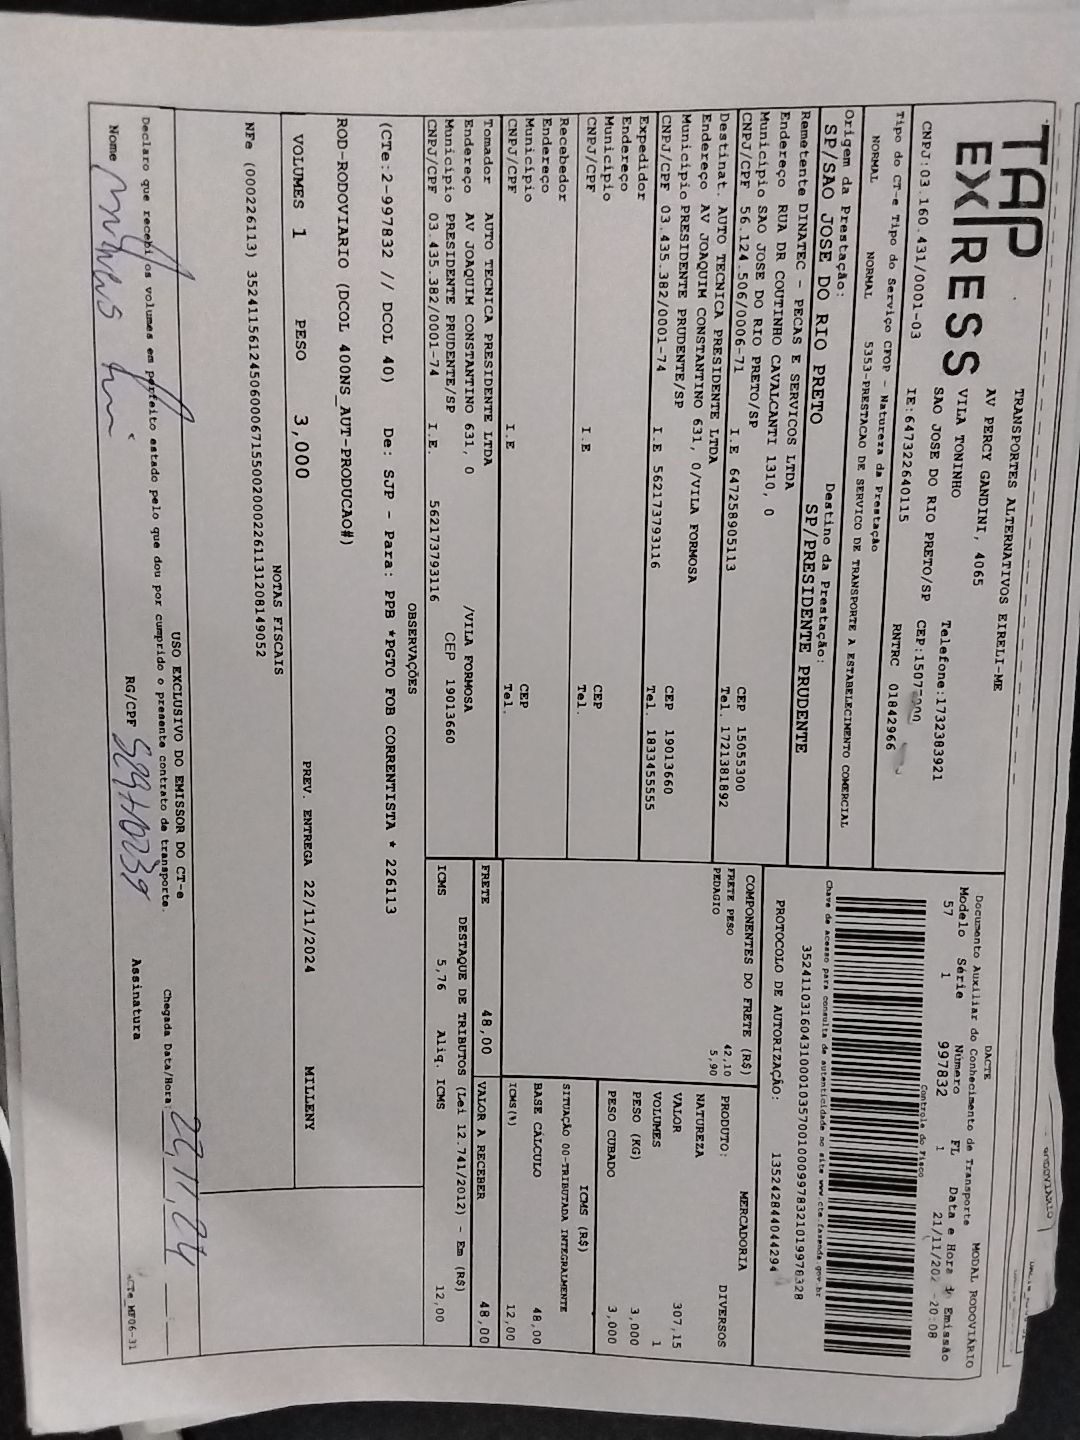 TAP EXPRESS
TRANSPORTES ALTERNATIVOS EIRELI-ME
AV PERCY GANDINI, 4065
VILA TONINHO
SAO JOSE DO RIO PRETO/SP
Telefone:1732383921
CNPJ:03.160.431/0001-03
IE:647322640115
CEP:1507
RNTRC 01842966
DACTE
Documento Auxiliar do Conhecimento de Transporte
MODAL RODOVIÁRIO
Modelo Série Número FL Data e Hora de Emissão
57 1 997832 1 21/11/202 -20:08
Controle do Fisco
Chave de acesso para consulta de autenticidade no site www.cte.fazenda.gov.br
PROTOCOLO DE AUTORIZAÇÃO: 135242844044294
Tipo do CT-e Tipo do Serviço CFOP - Natureza da Prestação
NORMAL NORMAL 5353-PRESTACAO DE SERVICO DE TRANSPORTE A ESTABELECIMENTO COMERCIAL
Origem da Prestação: Destino da Prestação:
SP/SAO JOSE DO RIO PRETO SP/PRESIDENTE PRUDENTE
Remetente DINATEC - PECAS E SERVICOS LTDA
Endereço RUA DR COUTINHO CAVALCANTI 1310, 0
Município SAO JOSE DO RIO PRETO/SP CEP 15055300
CNPJ/CPF 56.124.506/0006-71 I.E 647258905113 Tel. 1721381892
Destinat. AUTO TECNICA PRESIDENTE LTDA
Endereço AV JOAQUIM CONSTANTINO 631, 0/VILA FORMOSA
Município PRESIDENTE PRUDENTE/SP CEP 19013660
CNPJ/CPF 03.435.382/0001-74 I.E 562173793116 Tel. 1833455555
Expedidor
Endereço
Município CEP
CNPJ/CPF I.E Tel.
Recebedor
Endereço
Município CEP
CNPJ/CPF I.E Tel.
Tomador AUTO TECNICA PRESIDENTE LTDA
Endereço AV JOAQUIM CONSTANTINO 631, 0 /VILA FORMOSA
Município PRESIDENTE PRUDENTE/SP CEP 19013660
CNPJ/CPF 03.435.382/0001-74 I.E. 562173793116
COMPONENTES DO FRETE (R$)
FRETE PESO 42,10
PEDAGIO 5,90
MERCADORIA
PRODUTO: DIVERSOS
NATUREZA
VALOR 307,15
VOLUMES 1
PESO (KG) 3,000
PESO CUBADO 3,000
ICMS (R$)
SITUAÇÃO 00-TRIBUTADA INTEGRALMENTE
BASE CÁLCULO 48,00
ICMS(%) 12,00
FRETE 48,00 VALOR A RECEBER 48,00
DESTAQUE DE TRIBUTOS (Lei 12.741/2012) - Em (R$)
ICMS 5,76 Aliq. ICMS 12,00
OBSERVAÇÕES
(CTe:2-997832 // DCOL 40) De: SJP - Para: PPB *PGTO FOB CORRENTISTA * 226113
ROD-RODOVIARIO (DCOL 400NS_AUT-PRODUCAO#)
VOLUMES 1 PESO 3,000 PREV. ENTREGA 22/11/2024 MILLENY
NOTAS FISCAIS
NFe (000226113) 35241156124506000671550020002261131208149052
USO EXCLUSIVO DO EMISSOR DO CT-e
Declaro que recebi os volumes em perfeito estado pelo que dou por cumprido o presente contrato de transporte. Chegada Data/Hora: 22/11/24
Nome RG/CPF Assinatura